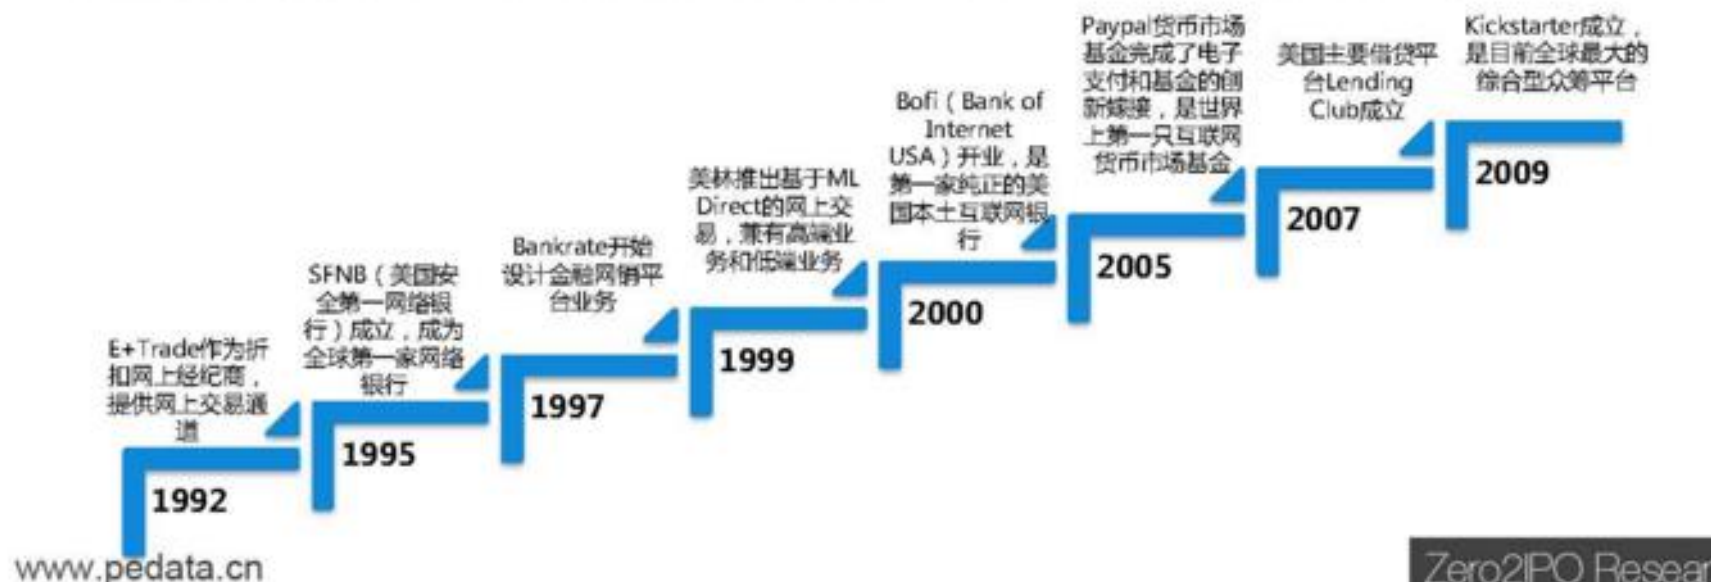 E+Trade作为折
扣网上经纪商，
提供网上交易通
道
1992
SFNB（美国安
全第一网络银
行）成立，成为
全球第一家网络
银行
1995
Bankrate开始
设计金融网销平
台业务
1997
美林推出基于ML
Direct的网上交
易，兼有高端业
务和低端业务
1999
Bofi（Bank of
Internet
USA）开业，是
第一家纯正的美
国本土互联网银
行
2000
Paypal货币市场
基金完成了电子
支付和基金的创
新嫁接，是世界
上第一只互联网
货币市场基金
2005
美国主要借贷平
台Lending
Club成立
2007
Kickstarter成立，
是目前全球最大的
综合型众筹平台
2009
www.pedata.cn
Zero2IPO Resear